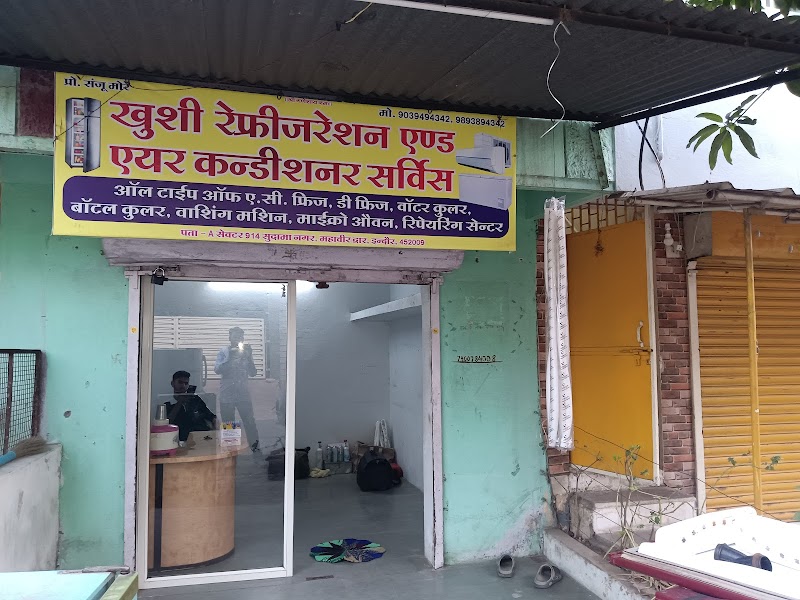 प्रो. संजू मोरे
मो. 9039494342, 9893894342
खुशी रेफ्रीजरेशन एण्ड
एयर कन्डीशनर सर्विस
ऑल टाईप ऑफ ए.सी. फ्रिज, डी फ्रिज, वॉटर कुलर,
बॉटल कुलर, वाशिंग मशिन, माईक्रो औवन, रिपेयरिंग सेन्टर
पता - A सेक्टर 914 सुदामा नगर, महावीर द्वार, इन्दौर, 452009